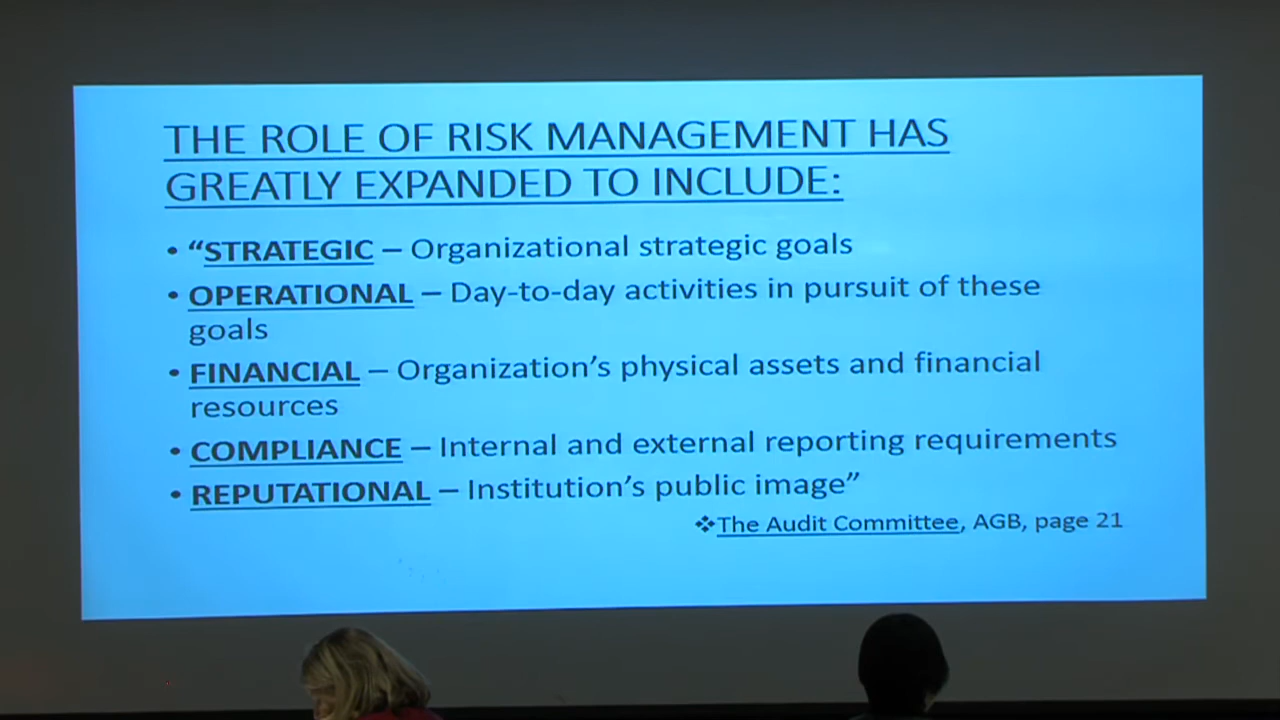 THE ROLE OF RISK MANAGEMENT HAS
GREATLY EXPANDED TO INCLUDE:
• “STRATEGIC – Organizational strategic goals
• OPERATIONAL – Day-to-day activities in pursuit of these
goals
• FINANCIAL – Organization’s physical assets and financial
resources
• COMPLIANCE – Internal and external reporting requirements
• REPUTATIONAL – Institution’s public image”
❖The Audit Committee, AGB, page 21